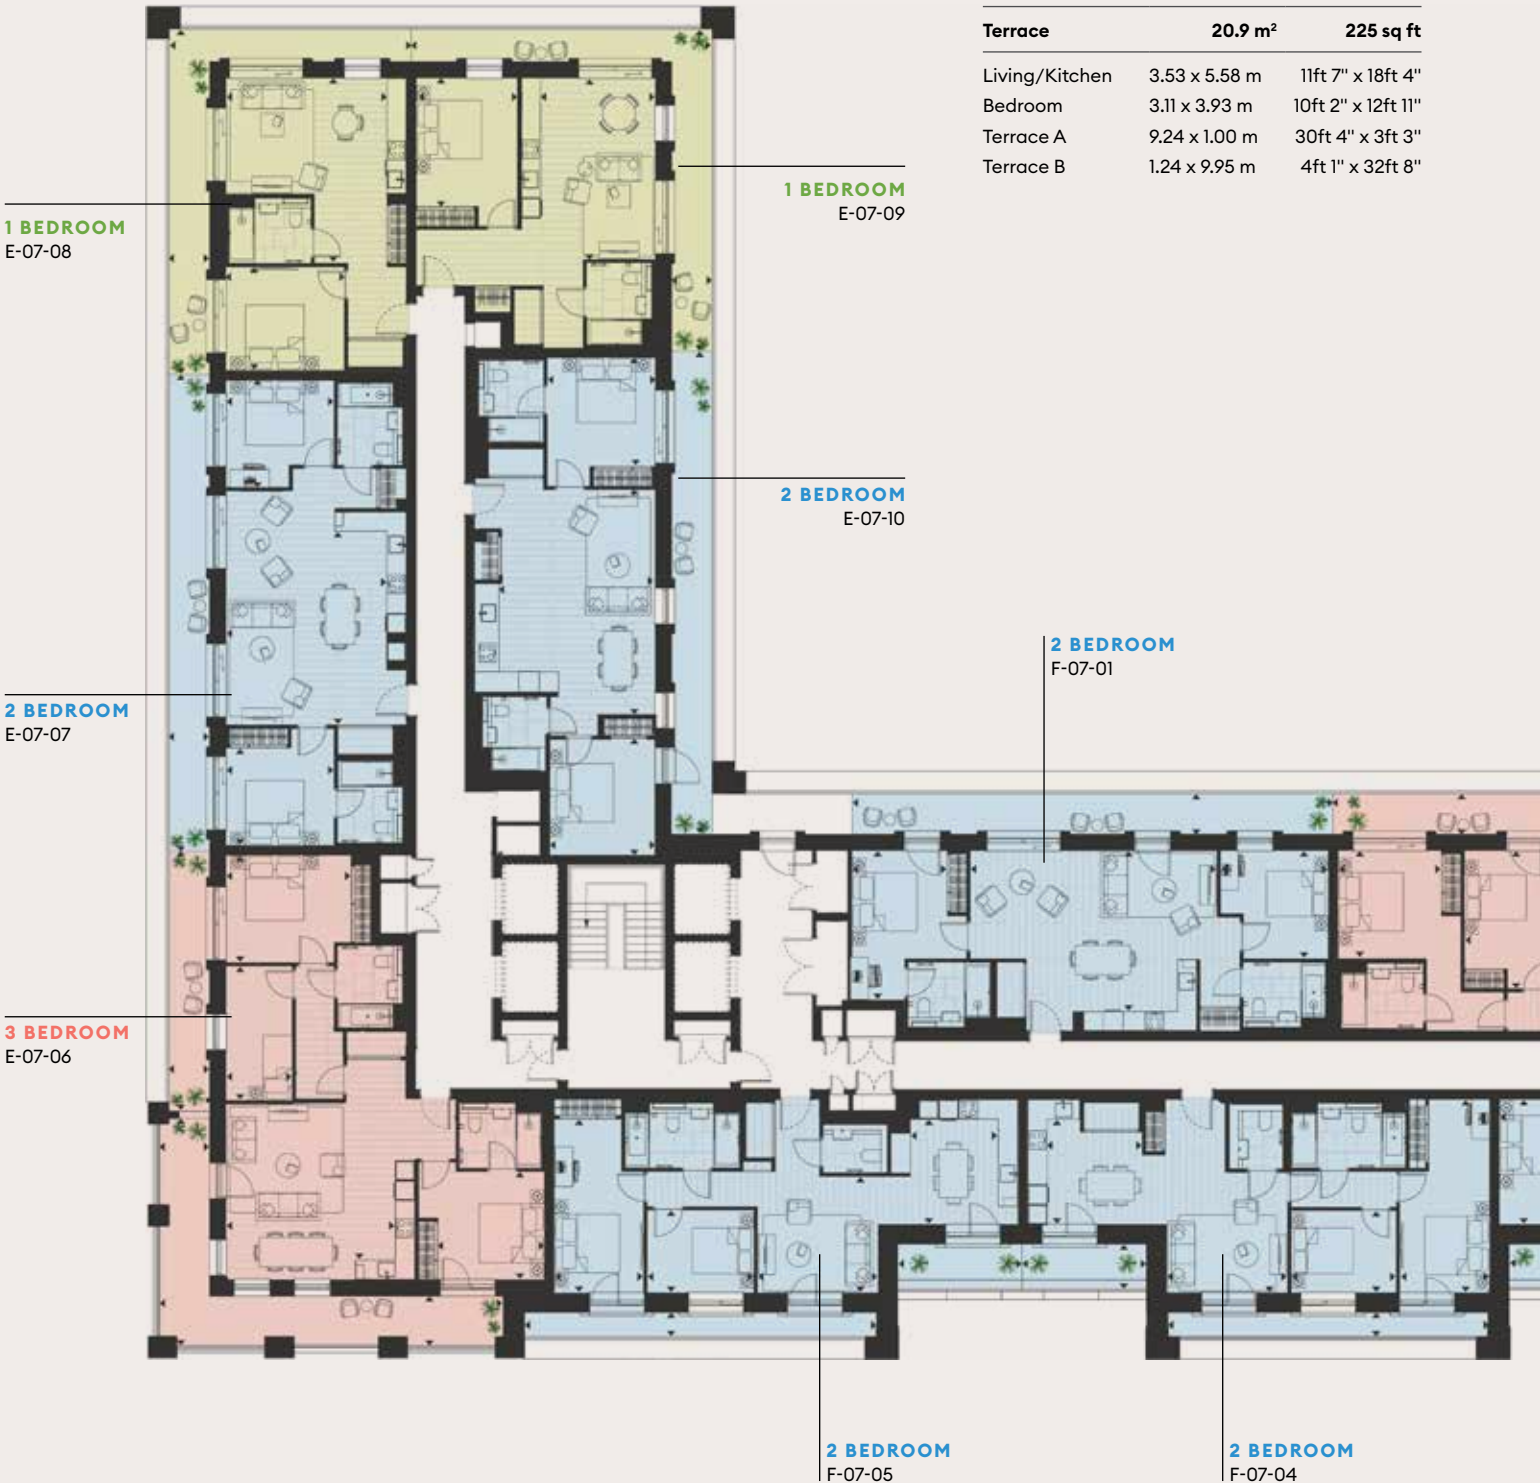 Terrace 20.9 m² 225 sq ft
Living/Kitchen 3.53 x 5.58 m 11ft 7" x 18ft 4"
Bedroom 3.11 x 3.93 m 10ft 2" x 12ft 11"
Terrace A 9.24 x 1.00 m 30ft 4" x 3ft 3"
Terrace B 1.24 x 9.95 m 4ft 1" x 32ft 8"
1 BEDROOM
E-07-09
1 BEDROOM
E-07-08
2 BEDROOM
E-07-10
2 BEDROOM
F-07-01
2 BEDROOM
E-07-07
3 BEDROOM
E-07-06
2 BEDROOM
F-07-05
2 BEDROOM
F-07-04